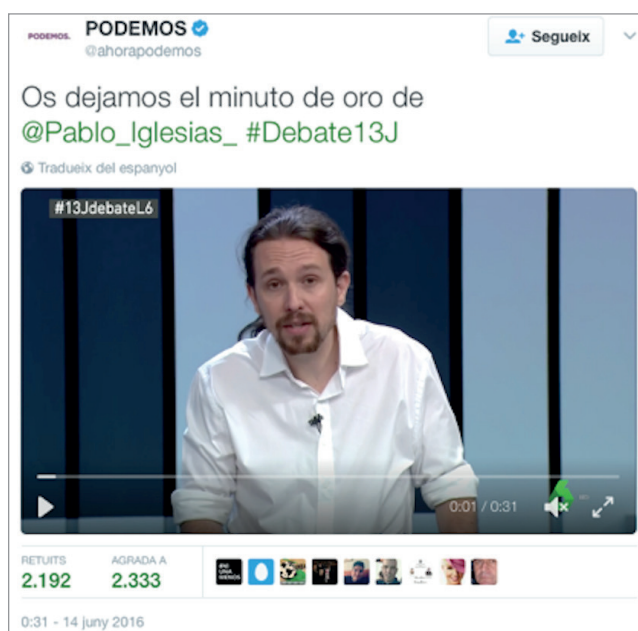 PODEMOS.
PODEMOS
@ahorapodemos
Segueix
Os dejamos el minuto de oro de
@Pablo_Iglesias_ #Debate13J
Tradueix del espanyol
#13JdebateL6
0:01 / 0:31
RETUITS
2.192
AGRADA A
2.333
0:31 - 14 juny 2016